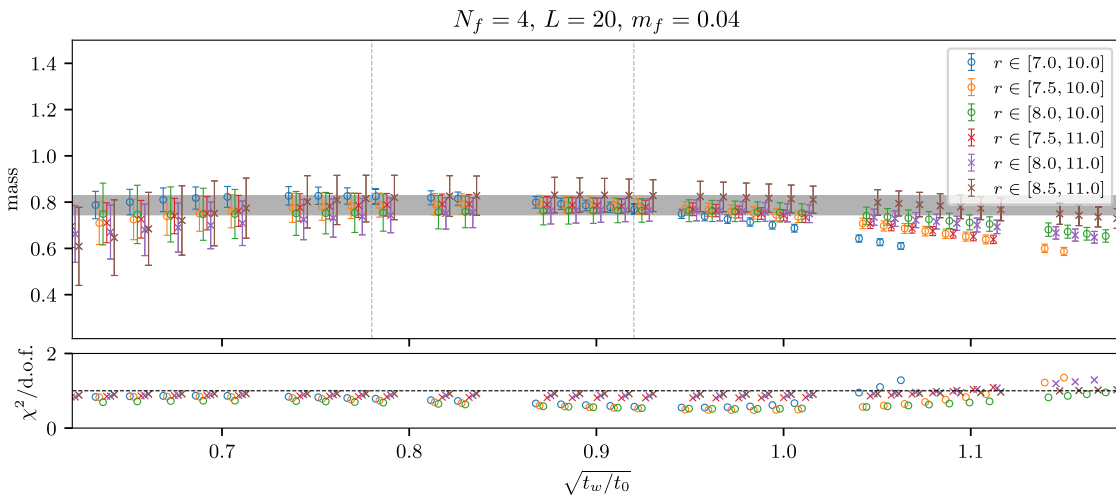 N_f = 4, L = 20, m_f = 0.04
1.4
1.2
1.0
0.8
0.6
0.4
mass
r ∈ [7.0, 10.0]
r ∈ [7.5, 10.0]
r ∈ [8.0, 10.0]
r ∈ [7.5, 11.0]
r ∈ [8.0, 11.0]
r ∈ [8.5, 11.0]
2
1
0
χ²/d.o.f.
0.7 0.8 0.9 1.0 1.1
√t_w/t_0